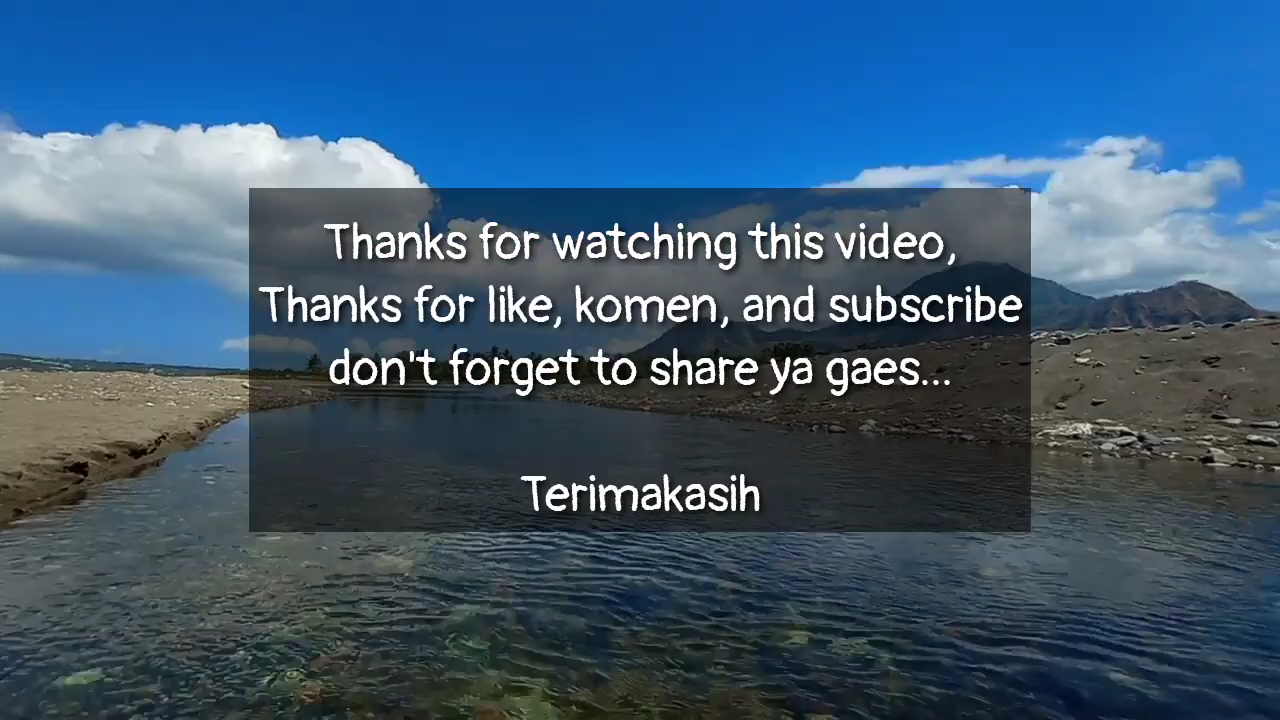 Thanks for watching this video,
Thanks for like, komen, and subscribe
don't forget to share ya gaes...
Terimakasih